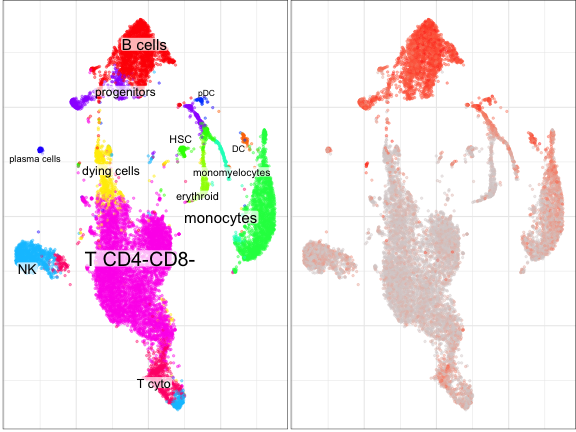 B cells
progenitors
pDC
HSC
DC
plasma cells
dying cells
monomyelocytes
erythroid
monocytes
T CD4-CD8-
NK
T cyto